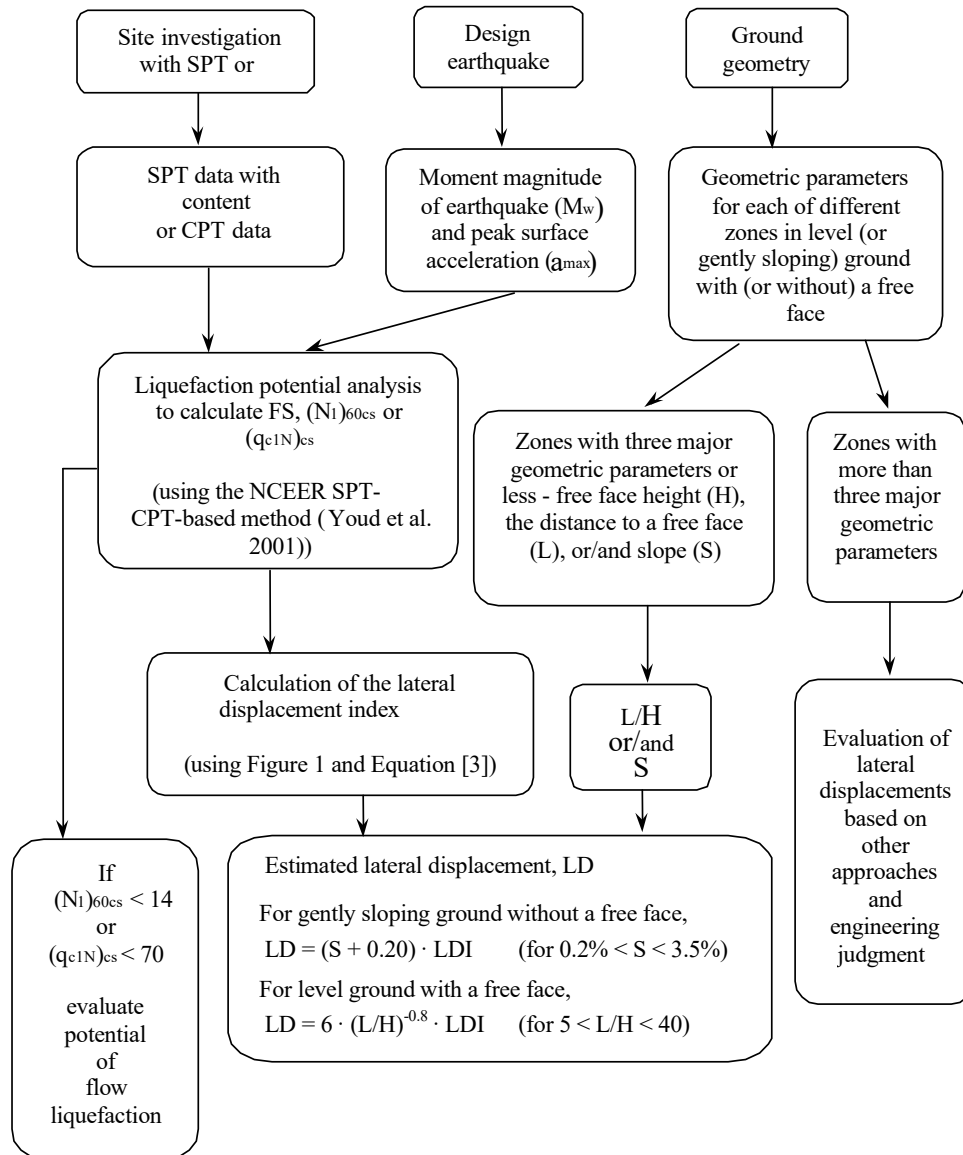 Site investigation
with SPT or
Design
earthquake
Ground
geometry
SPT data with
content
or CPT data
Moment magnitude
of earthquake (Mw)
and peak surface
acceleration (amax)
Geometric parameters
for each of different
zones in level (or
gently sloping) ground
with (or without) a free
face
Liquefaction potential analysis
to calculate FS, (N1)60cs or
(qc1N)cs
(using the NCEER SPT-
CPT-based method ( Youd et al.
2001))
Zones with three major
geometric parameters or
less - free face height (H),
the distance to a free face
(L), or/and slope (S)
Zones with
more than
three major
geometric
parameters
Calculation of the lateral
displacement index
(using Figure 1 and Equation [3])
L/H
or/and
S
Evaluation of
lateral
displacements
based on
other
approaches
and
engineering
judgment
If
(N1)60cs < 14
or
(qc1N)cs < 70
evaluate
potential
of
flow
liquefaction
Estimated lateral displacement, LD
For gently sloping ground without a free face,
LD = (S + 0.20) · LDI (for 0.2% < S < 3.5%)
For level ground with a free face,
LD = 6 · (L/H)^-0.8 · LDI (for 5 < L/H < 40)